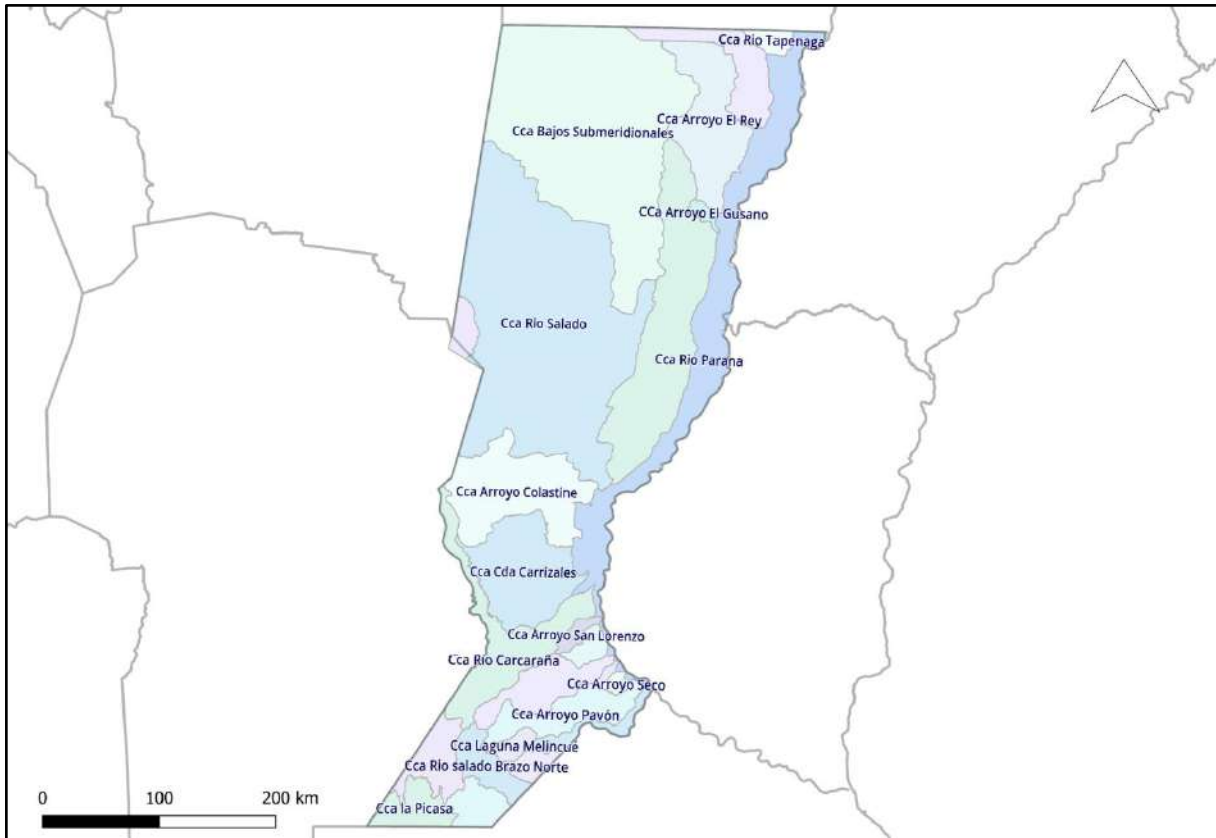 Cca Rio Tapenaga
Cca Arroyo El Rey
Cca Bajos Submeridionales
CCa Arroyo El Gusano
Cca Rio Salado
Cca Rio Parana
Cca Arroyo Colastine
Cca Cda Carrizales
Cca Arroyo San Lorenzo
Cca Rio Carcaraña
Cca Arroyo Seco
Cca Arroyo Pavón
Cca Laguna Melincué
Cca Rio salado Brazo Norte
Cca la Picasa
0 100 200 km